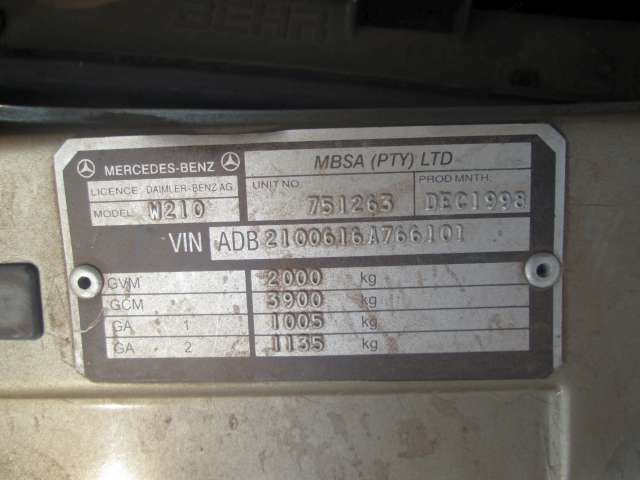 BEHR
MERCEDES-BENZ
MBSA (PTY) LTD
LICENCE DAIMLER-BENZ AG
UNIT NO 751263
PROD MNTH. DEC1998
MODEL W210
VIN ADB2100616A766101
GVM 2000 kg
GCM 3900 kg
GA 1 1005 kg
GA 2 1135 kg